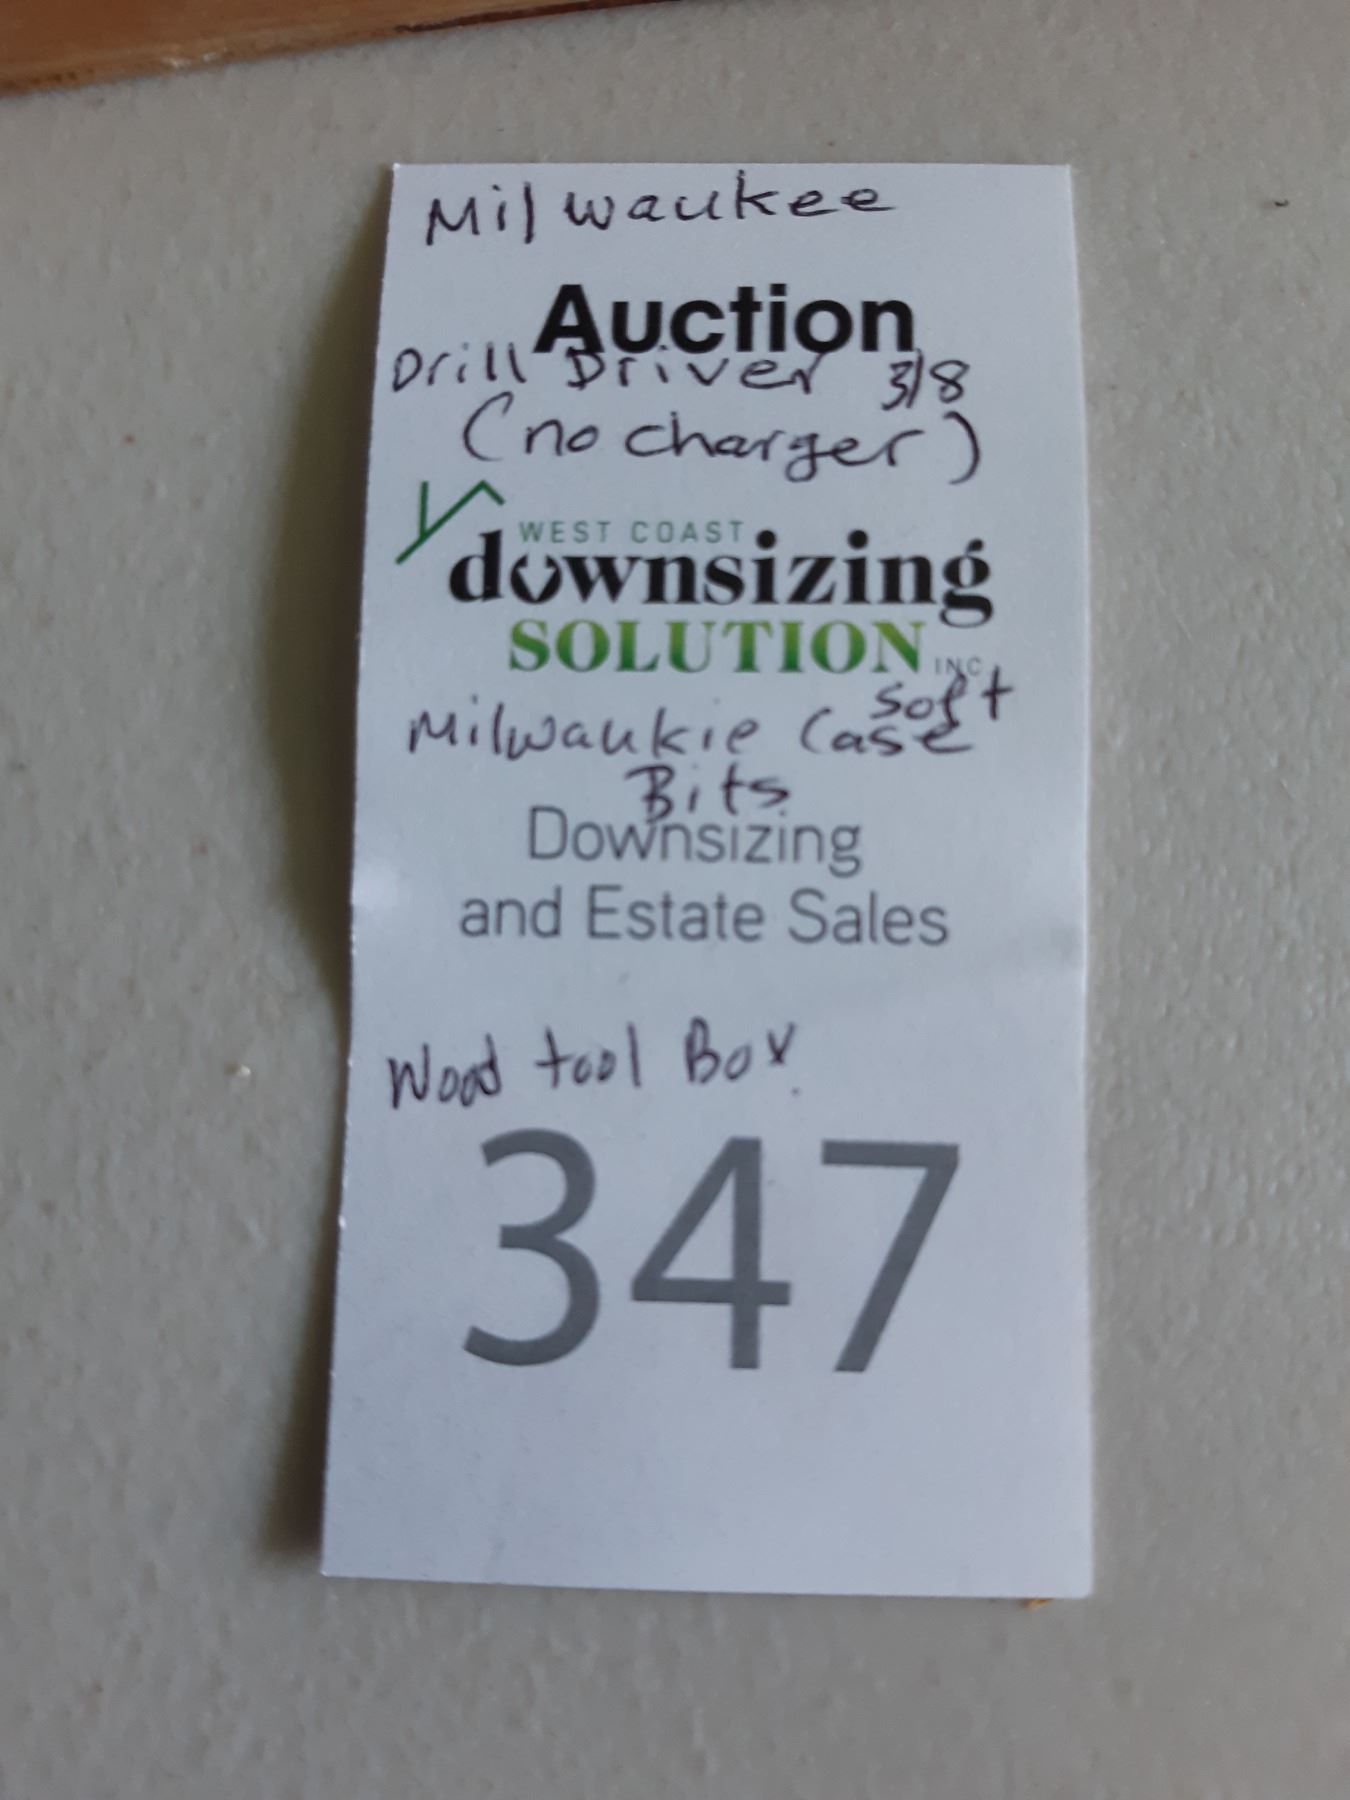 Milwaukee
Auction
Drill Driver 3/8
(no charger)
WEST COAST
downsizing
SOLUTION INC
soft
Milwaukie Case
Bits
Downsizing
and Estate Sales
Wood tool Box
347